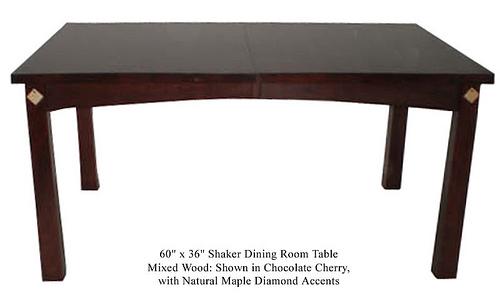 60" x 36" Shaker Dining Room Table
Mixed Wood: Shown in Chocolate Cherry,
with Natural Maple Diamond Accents